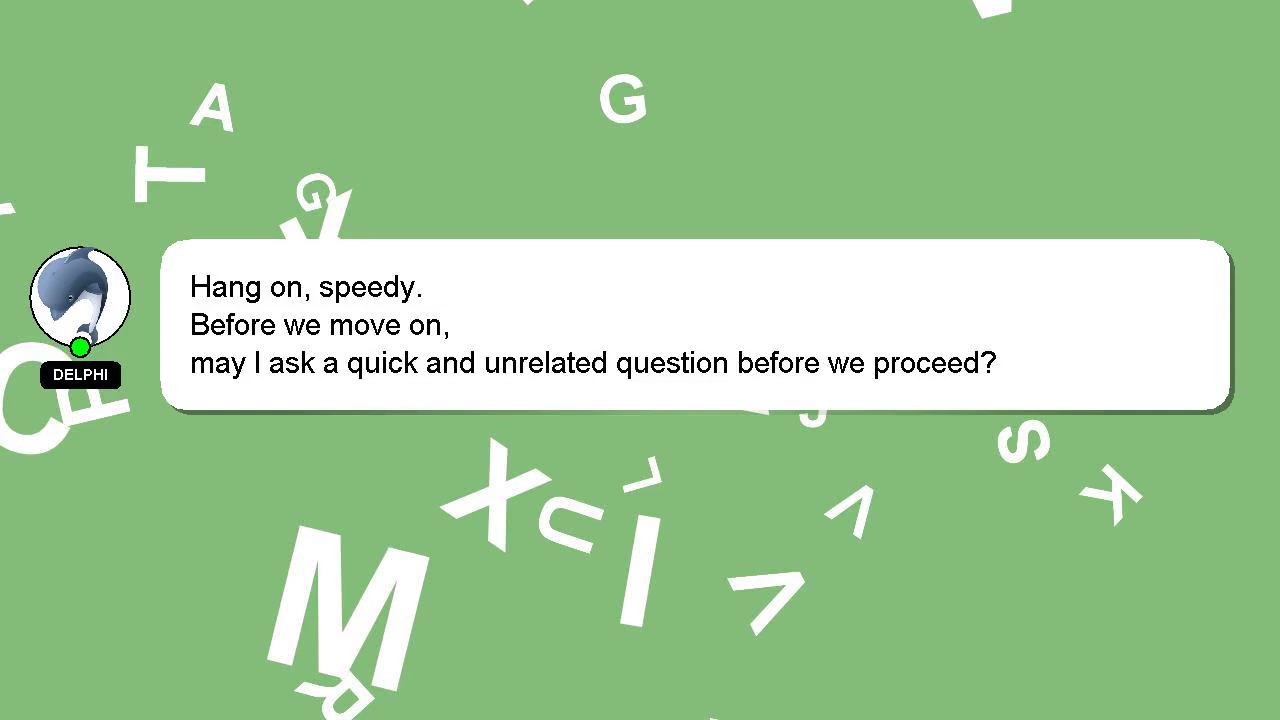 A
G
T
G
Hang on, speedy.
Before we move on,
may I ask a quick and unrelated question before we proceed?
DELPHI
C
S
X
L
K
U
V
I
M
V
R